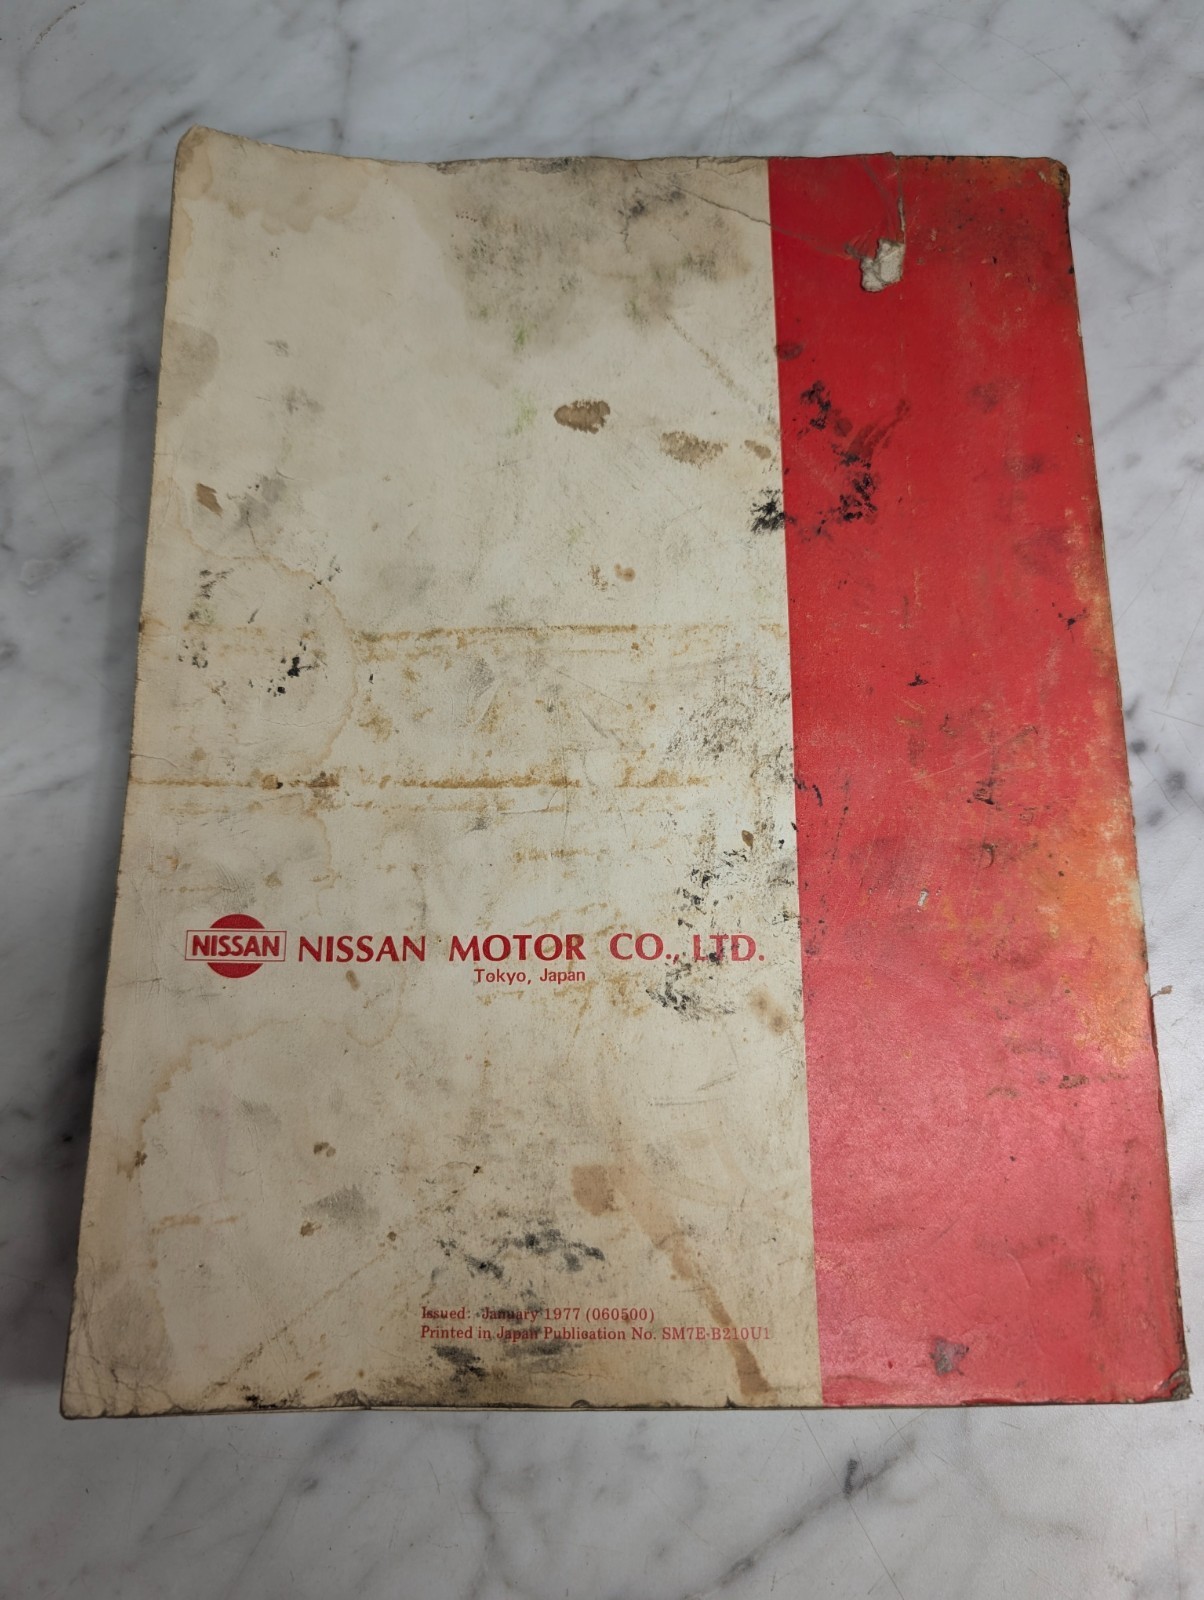 NISSAN NISSAN MOTOR CO., LTD.
Tokyo, Japan
Issued: January 1977 (060500)
Printed in Japan Publication No. SM7E-B210U1